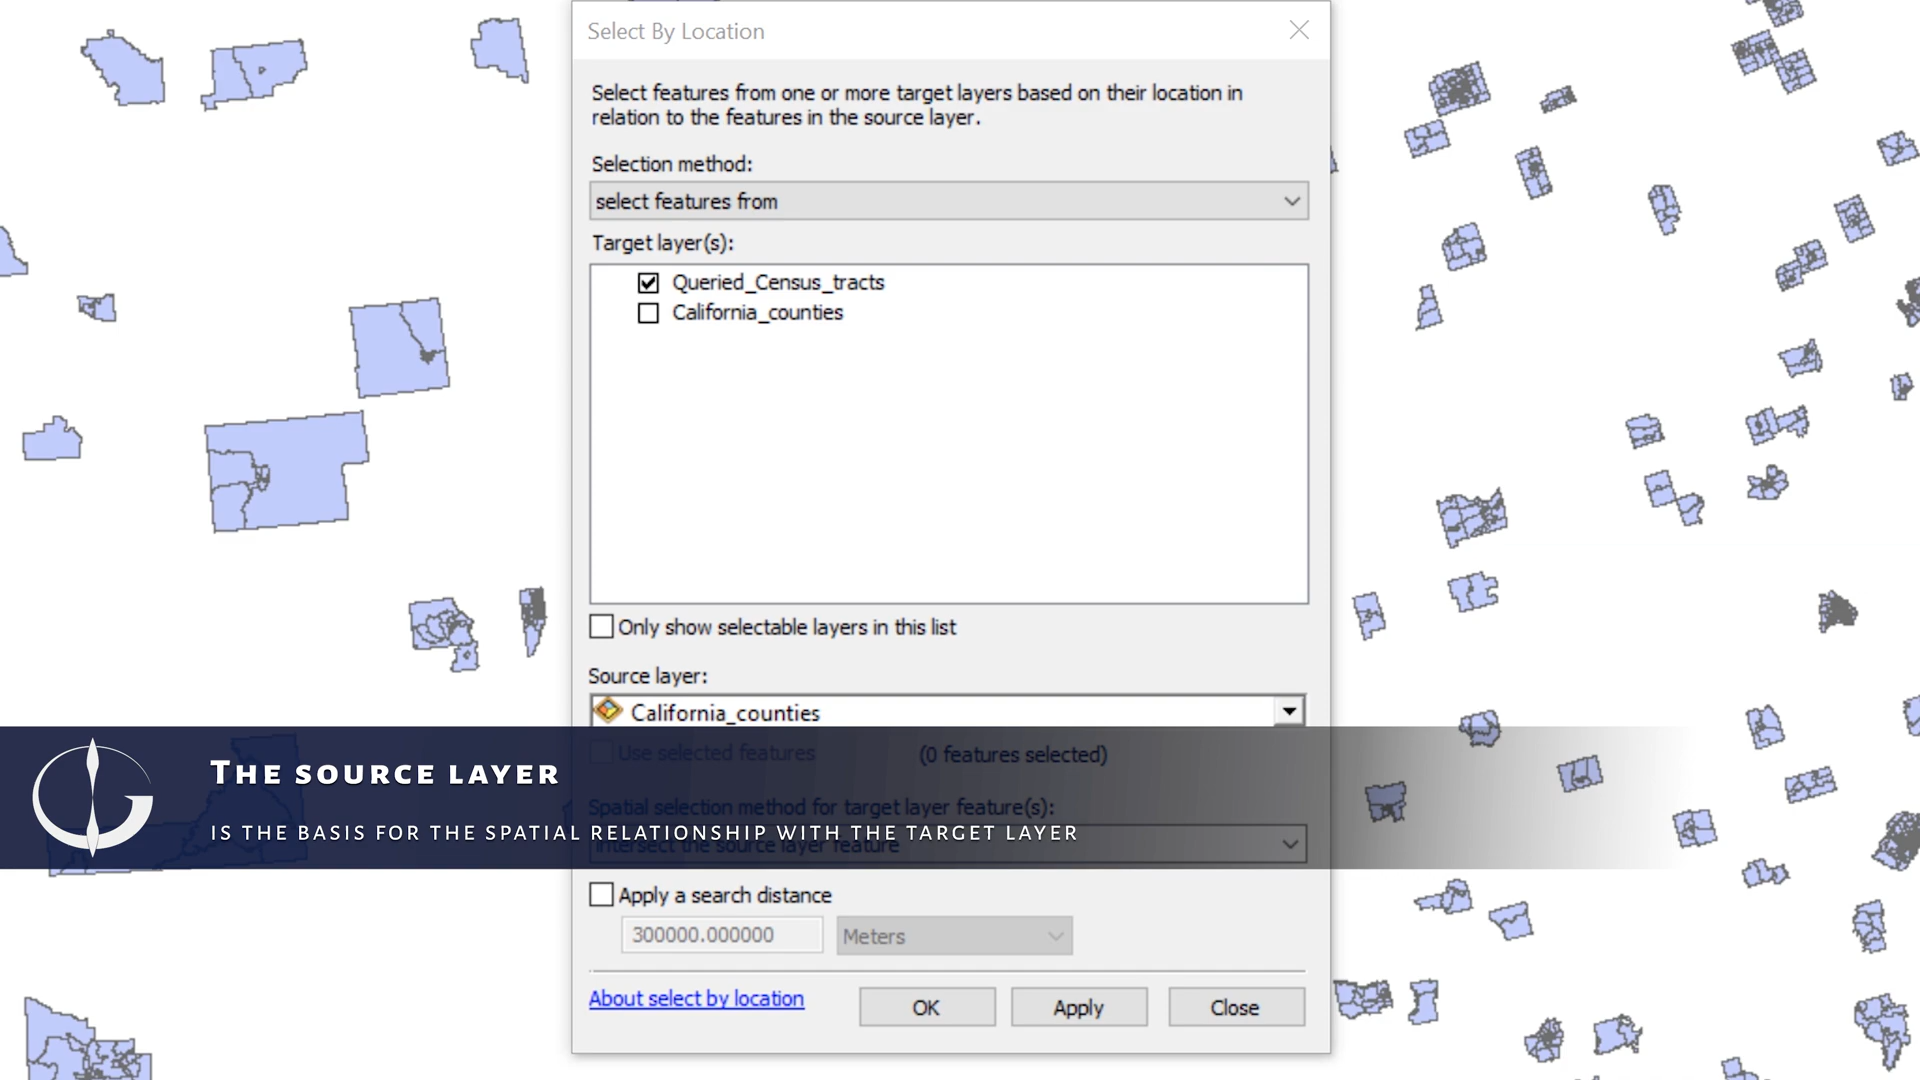 Select By Location
Select features from one or more target layers based on their location in
relation to the features in the source layer.
Selection method:
select features from
Target layer(s):
Queried_Census_tracts
California_counties
Only show selectable layers in this list
Source layer:
California_counties
Use selected features (0 features selected)
THE SOURCE LAYER
Spatial selection method for target layer feature(s):
IS THE BASIS FOR THE SPATIAL RELATIONSHIP WITH THE TARGET LAYER
intersect the source layer feature
Apply a search distance
300000.000000 Meters
About select by location OK Apply Close